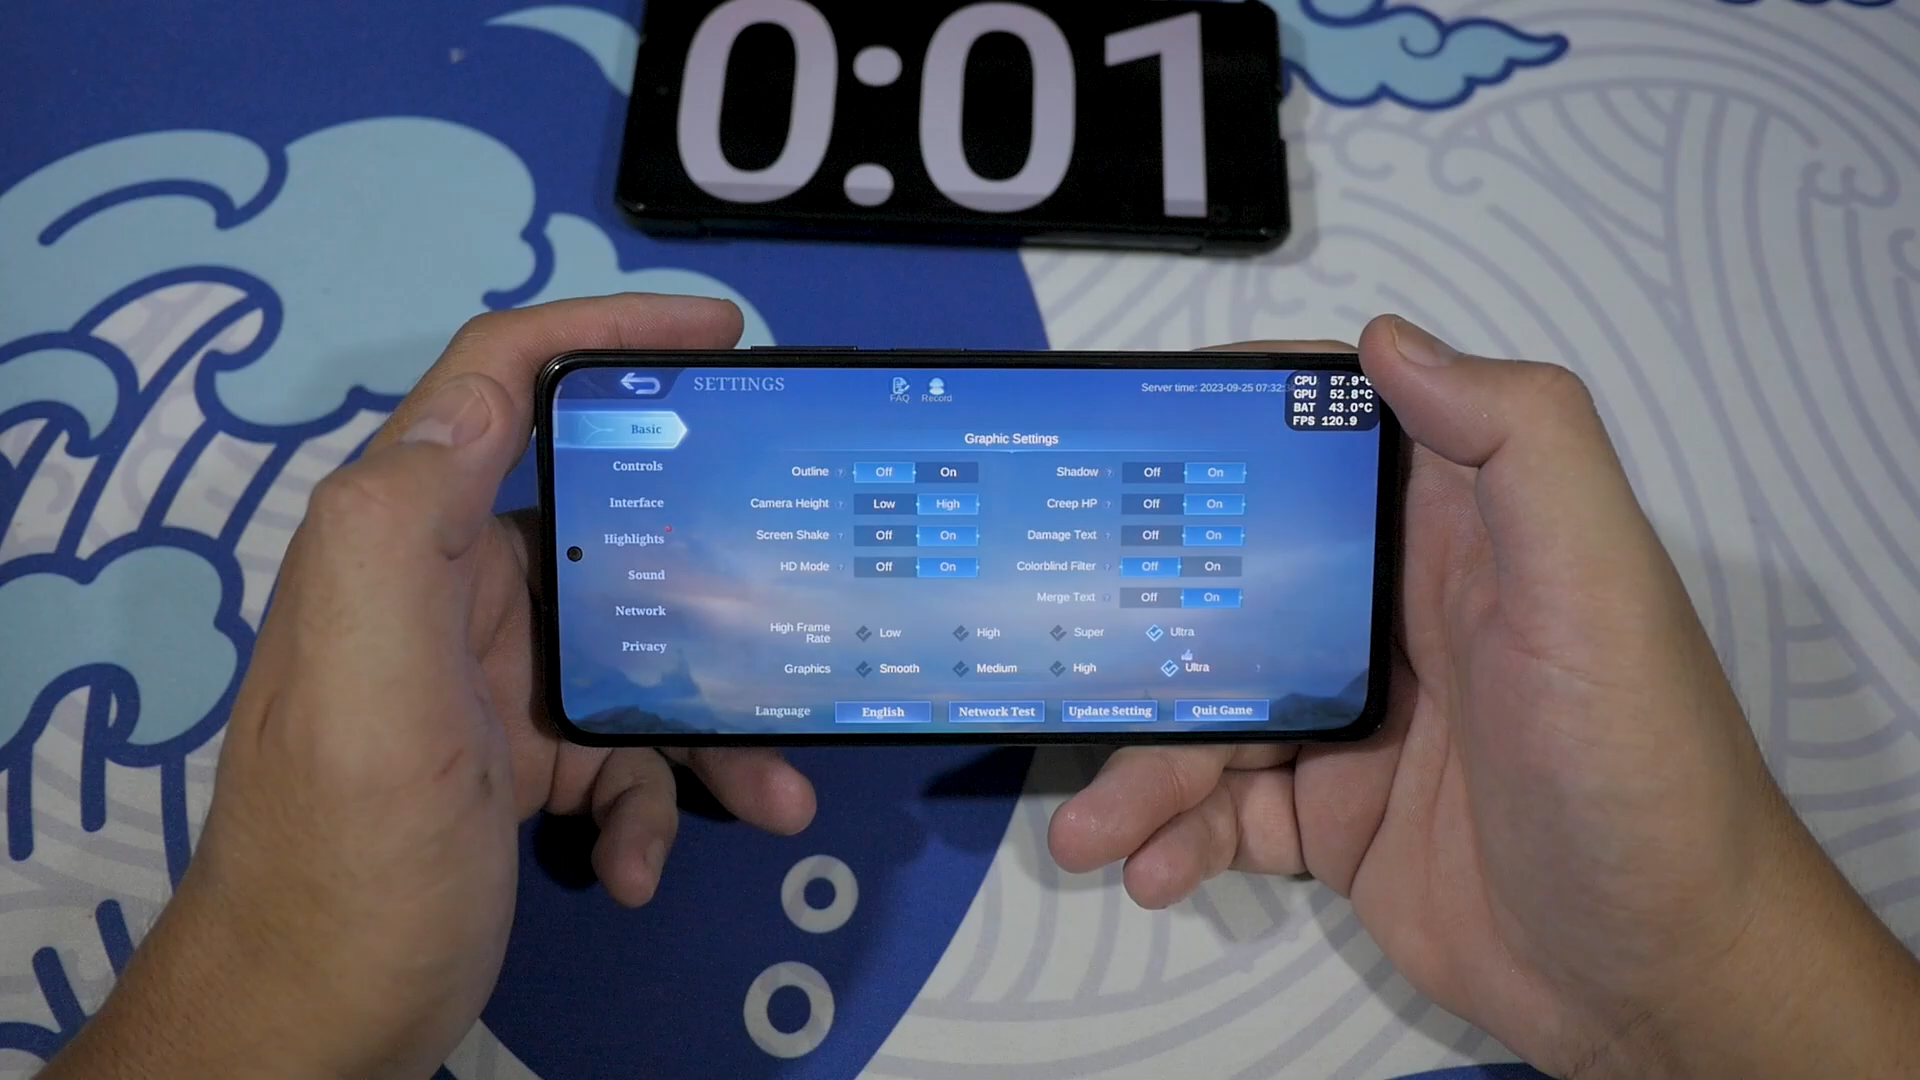 0:01
SETTINGS
FAQ
Record
Server time: 2023-09-25 07:32:
CPU 57.9°C
GPU 52.8°C
BAT 43.0°C
FPS 120.9
Basic
Controls
Interface
Highlights
Sound
Network
Privacy
Graphic Settings
Outline ? Off On
Shadow ? Off On
Camera Height ? Low High
Creep HP ? Off On
Screen Shake ? Off On
Damage Text ? Off On
HD Mode ? Off On
Colorblind Filter ? Off On
Merge Text ? Off On
High Frame
Rate
Low High Super Ultra
Graphics Smooth Medium High Ultra ?
Language English Network Test Update Setting Quit Game